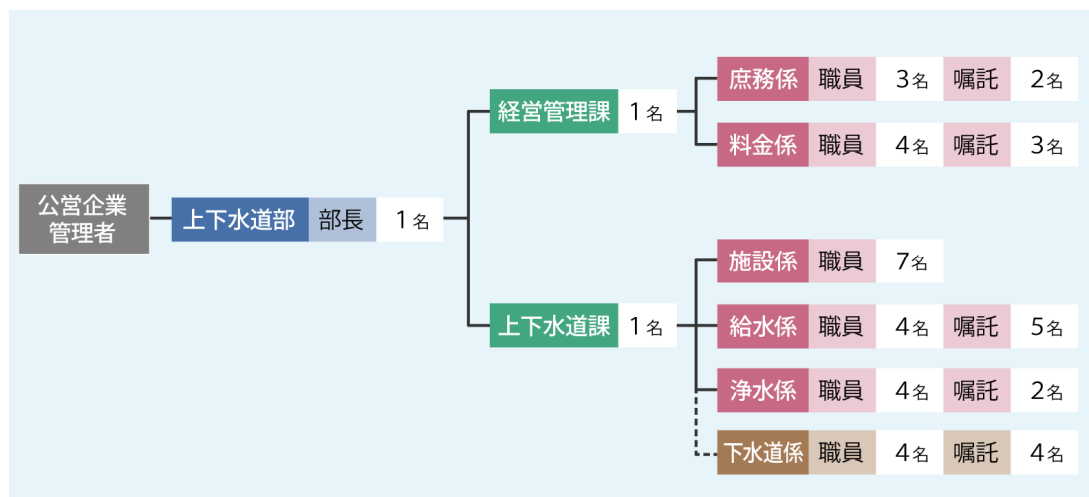 公営企業
管理者
上下水道部 部長 1名
経営管理課 1名
庶務係 職員 3名 嘱託 2名
料金係 職員 4名 嘱託 3名
上下水道課 1名
施設係 職員 7名
給水係 職員 4名 嘱託 5名
浄水係 職員 4名 嘱託 2名
下水道係 職員 4名 嘱託 4名